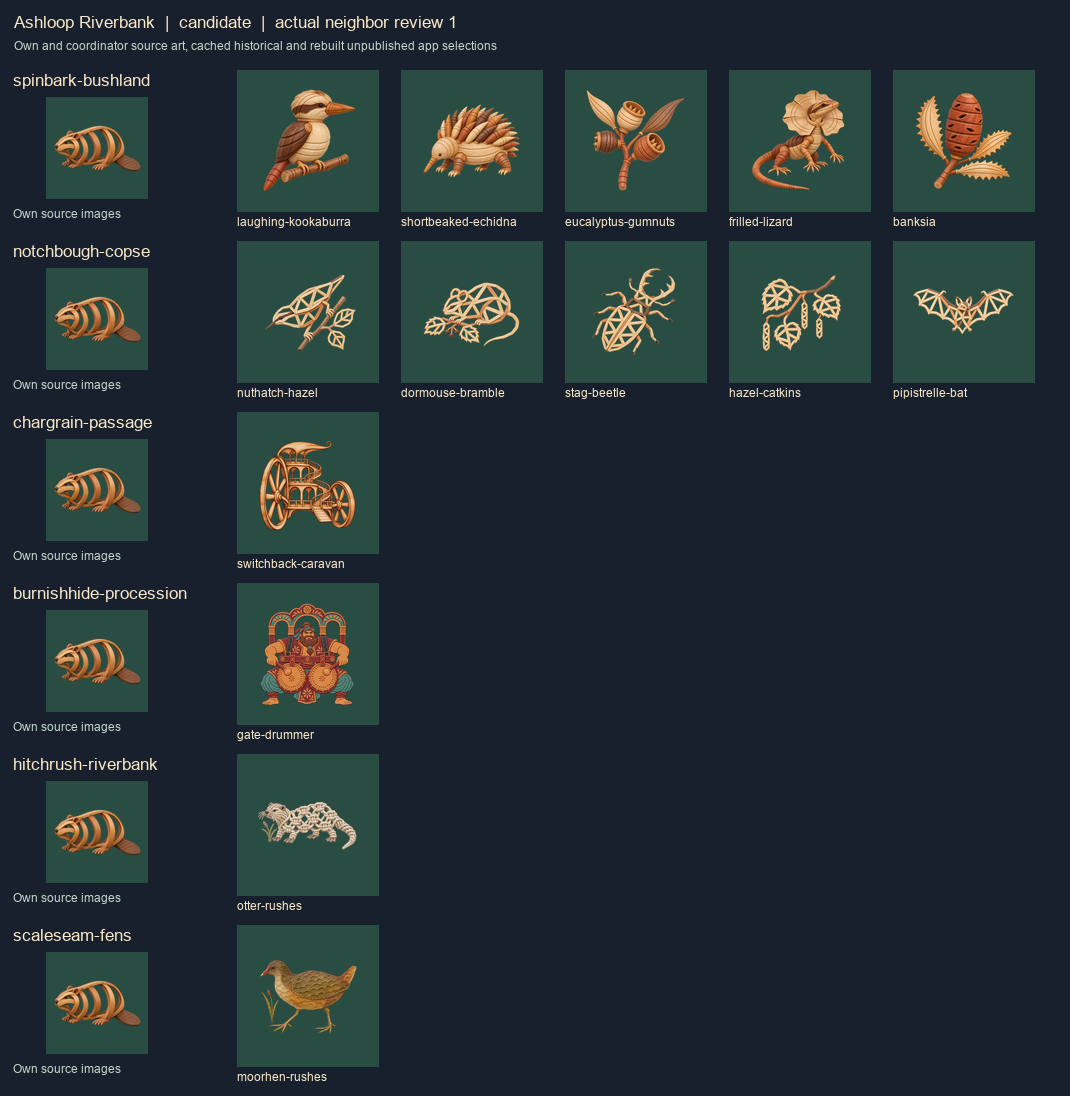 Ashloop Riverbank | candidate | actual neighbor review 1
Own and coordinator source art, cached historical and rebuilt unpublished app selections
spinbark-bushland
Own source images
laughing-kookaburra
shortbeaked-echidna
eucalyptus-gumnuts
frilled-lizard
banksia
notchbough-copse
Own source images
nuthatch-hazel
dormouse-bramble
stag-beetle
hazel-catkins
pipistrelle-bat
chargrain-passage
Own source images
switchback-caravan
burnishhide-procession
Own source images
gate-drummer
hitchrush-riverbank
Own source images
otter-rushes
scaleseam-fens
Own source images
moorhen-rushes